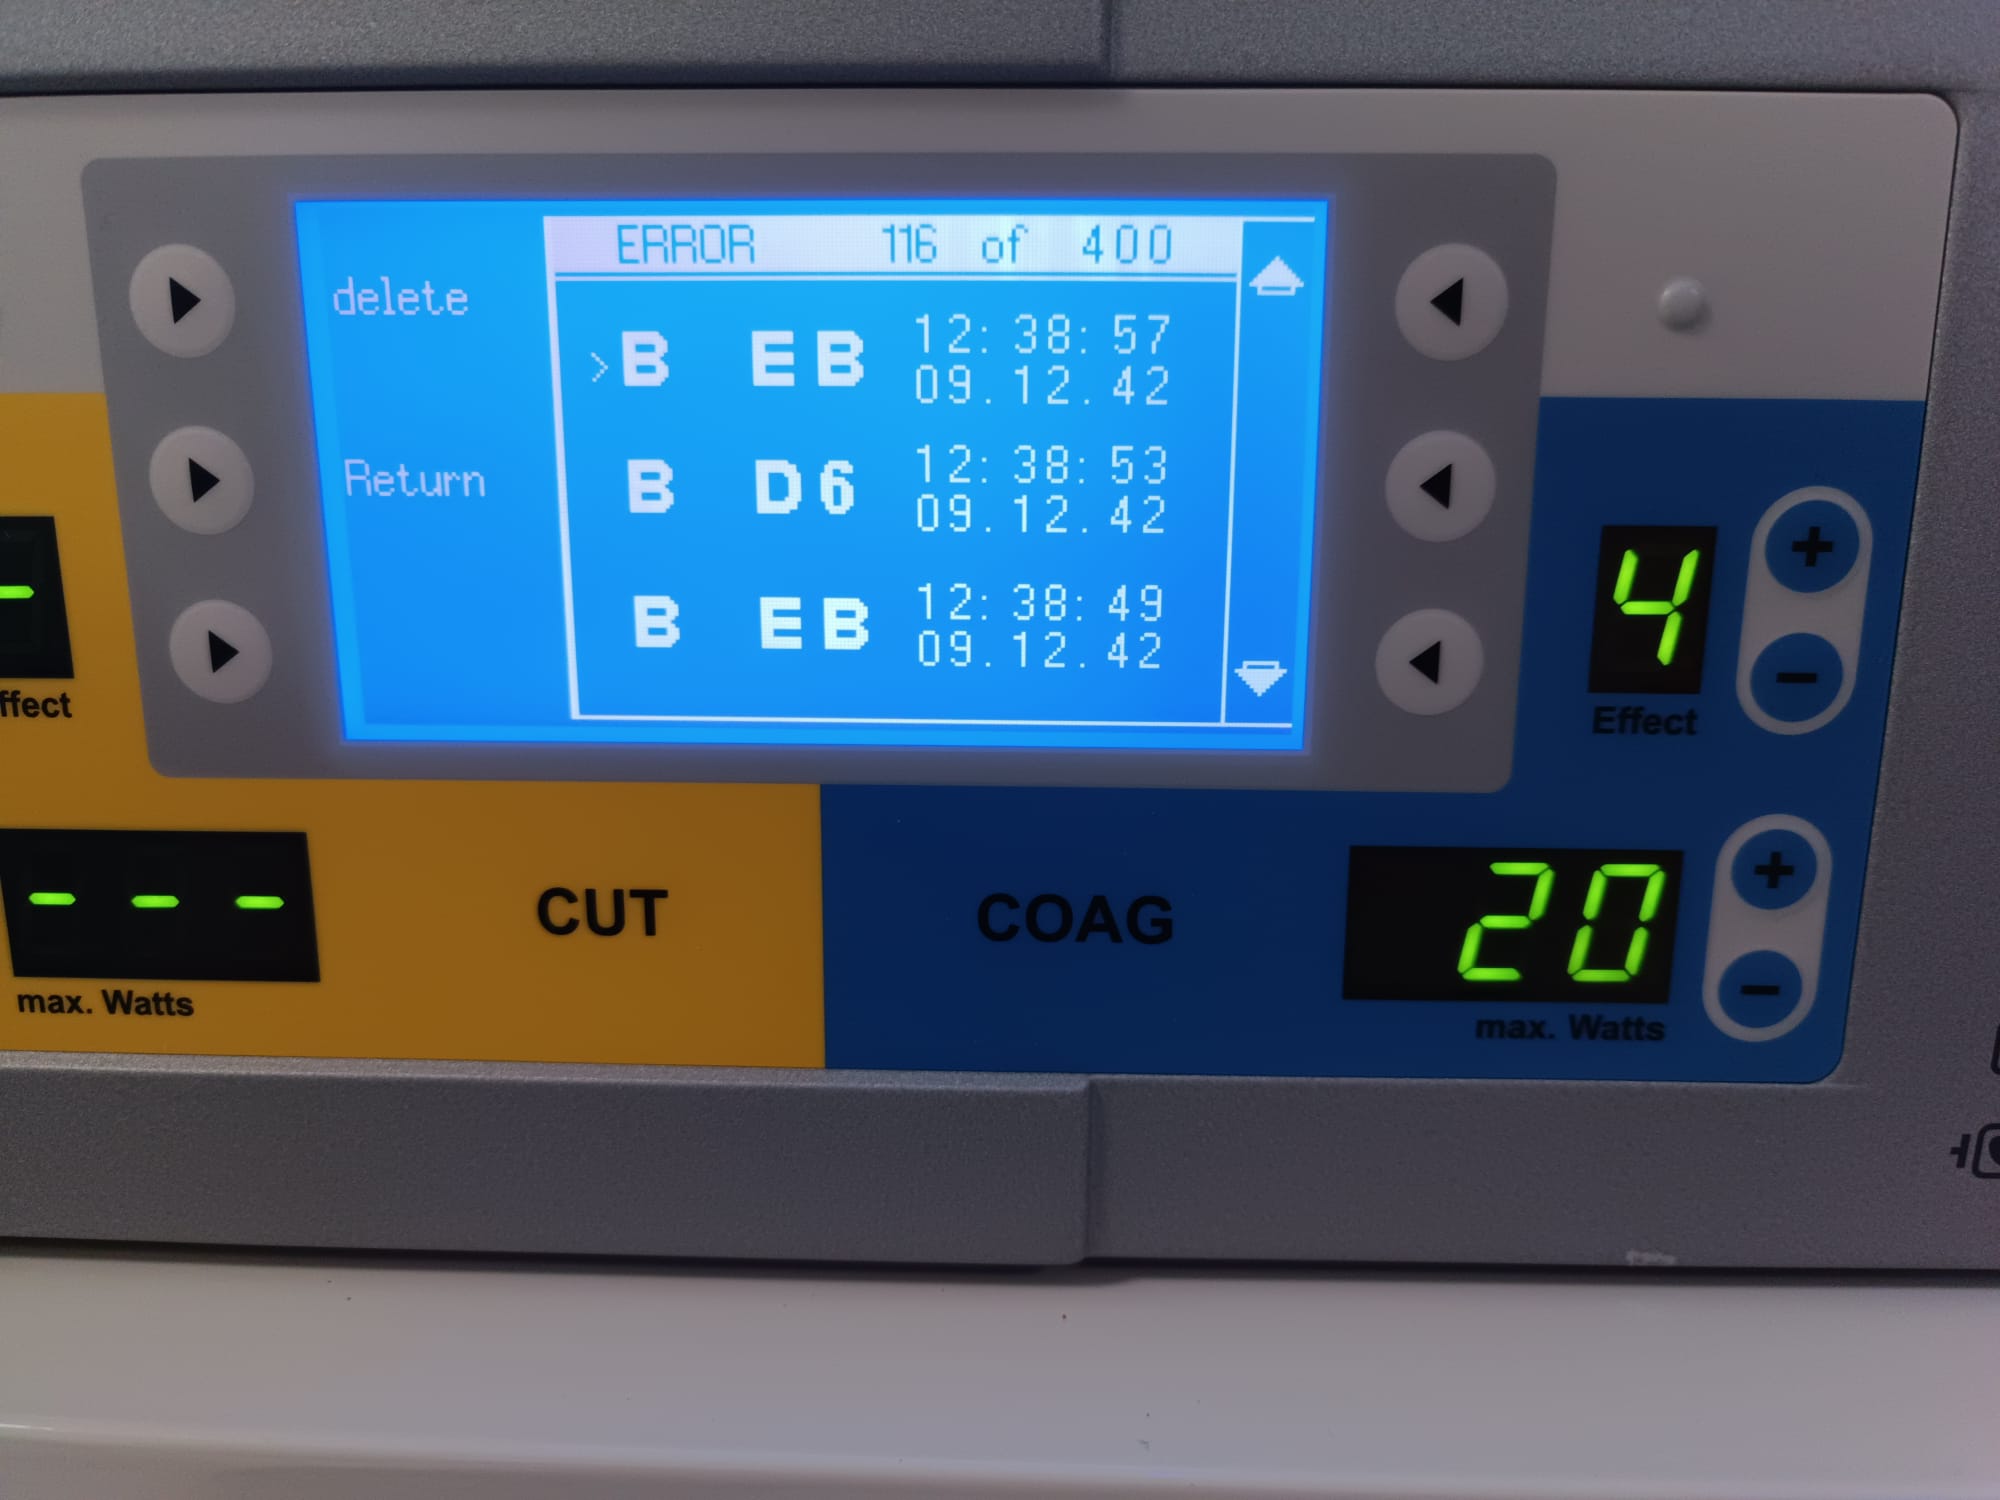 ERROR 116 of 400
delete
>B EB 12:38:57
09.12.42
Return
B D6 12:38:53
09.12.42
B EB 12:38:49
09.12.42
-
ffect
4
+
-
Effect
- - -
max. Watts
CUT
COAG
20
+
-
max. Watts